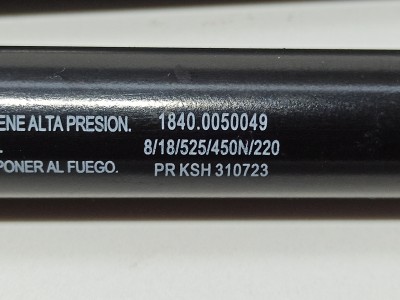 ENE ALTA PRESION. 1840.0050049
L. 8/18/525/450N/220
PONER AL FUEGO. PR KSH 310723